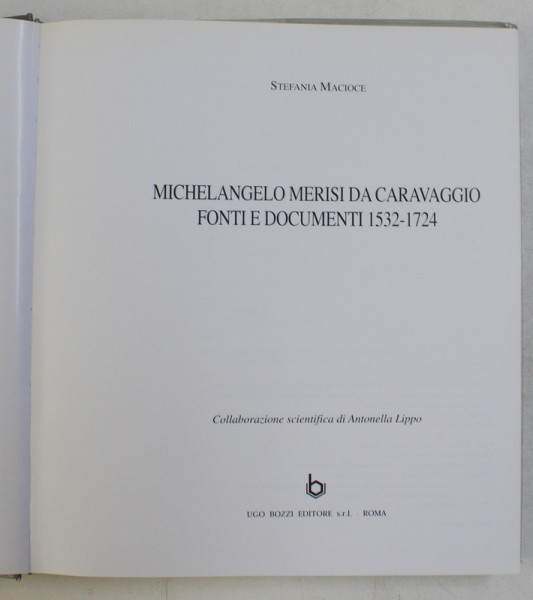 STEFANIA MACIOCE
MICHELANGELO MERISI DA CARAVAGGIO
FONTI E DOCUMENTI 1532-1724
Collaborazione scientifica di Antonella Lippo
b
UGO BOZZI EDITORE s.r.l. ROMA